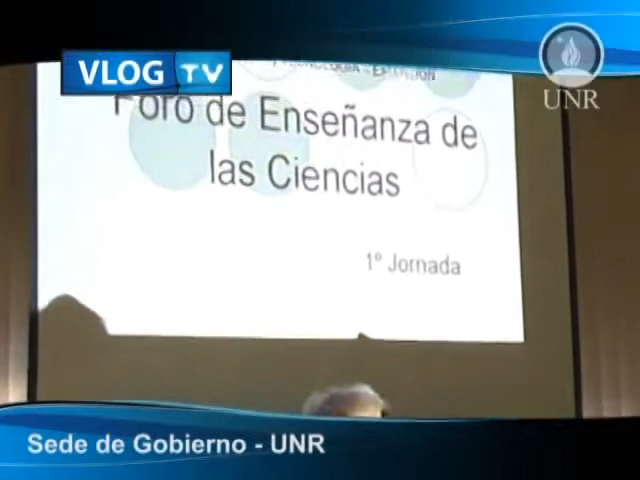 VLOG TV
UNR
Foro de Enseñanza de
las Ciencias
1º Jornada
Sede de Gobierno - UNR